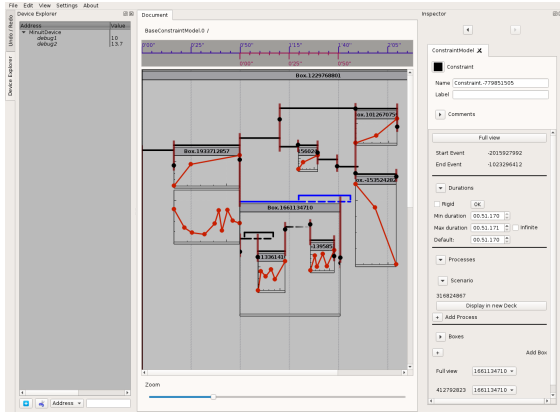 File Edit View Settings About
Device Explorer
Address Value
MinuitDevice
debug1 10
debug2 13.7
Undo / Redo
Device Explorer
Address
Document
BaseConstraintModel.0 /
0'00" 0'25" 0'50" 1'15" 1'40" 2'05"
0'00" 0'25" 0'50"
Box.122976880l
Box.1933712857
Box.1661134710
Zoom
Inspector
ConstraintModel
Constraint
Name Constraint.-779851505
Label
Comments
Full view
Start Event -2015927992
End Event -1023296412
Durations
Rigid OK
Min duration 00.51.170
Max duration 00.51.171 Infinite
Default: 00.51.170
Processes
Scenario
316824867
Display in new Deck
Add Process
Boxes
Add Box
Full view 1661134710
412792823 1661134710